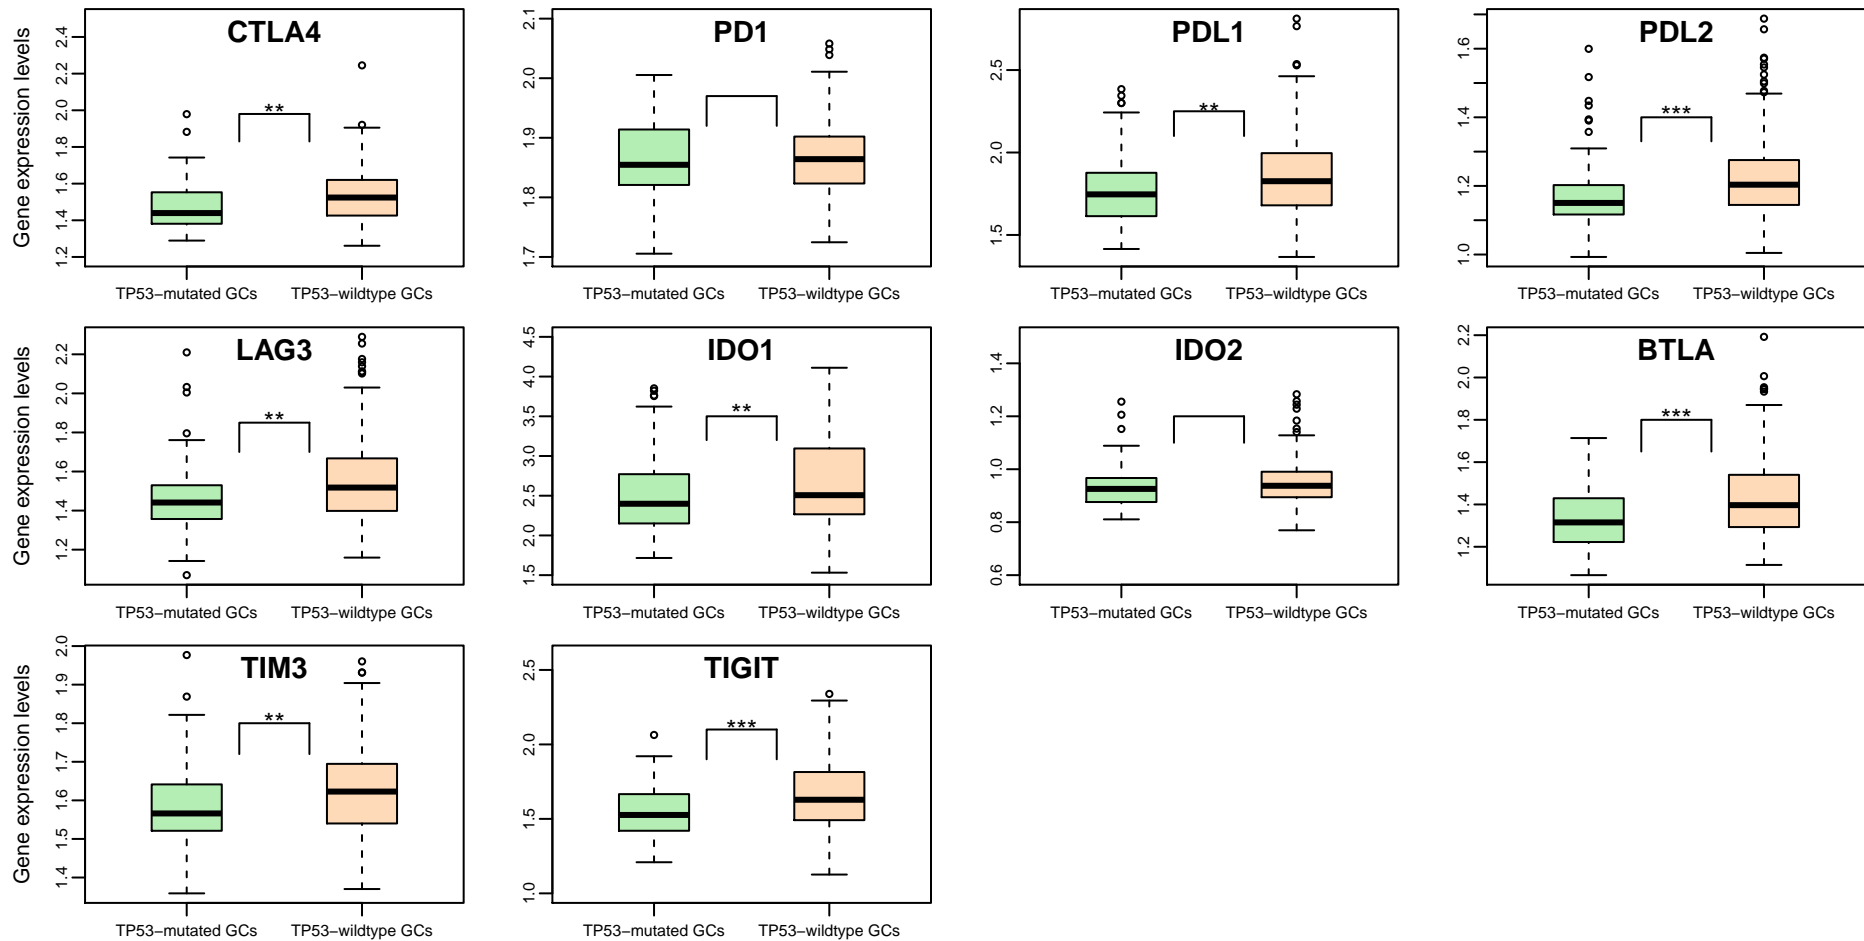 CTLA4
PD1
PDL1
PDL2
Gene expression levels
2.4
2.2
2.0
1.8
1.6
1.4
1.2
**
TP53−mutated GCs TP53−wildtype GCs
2.1
2.0
1.9
1.8
1.7
TP53−mutated GCs TP53−wildtype GCs
2.5
2.0
1.5
**
TP53−mutated GCs TP53−wildtype GCs
1.6
1.4
1.2
1.0
***
TP53−mutated GCs TP53−wildtype GCs
LAG3
IDO1
IDO2
BTLA
Gene expression levels
2.2
2.0
1.8
1.6
1.4
1.2
**
TP53−mutated GCs TP53−wildtype GCs
4.5
4.0
3.5
3.0
2.5
2.0
1.5
**
TP53−mutated GCs TP53−wildtype GCs
1.4
1.2
1.0
0.8
0.6
TP53−mutated GCs TP53−wildtype GCs
2.2
2.0
1.8
1.6
1.4
1.2
***
TP53−mutated GCs TP53−wildtype GCs
TIM3
TIGIT
Gene expression levels
2.0
1.9
1.8
1.7
1.6
1.5
1.4
**
TP53−mutated GCs TP53−wildtype GCs
2.5
2.0
1.5
1.0
***
TP53−mutated GCs TP53−wildtype GCs